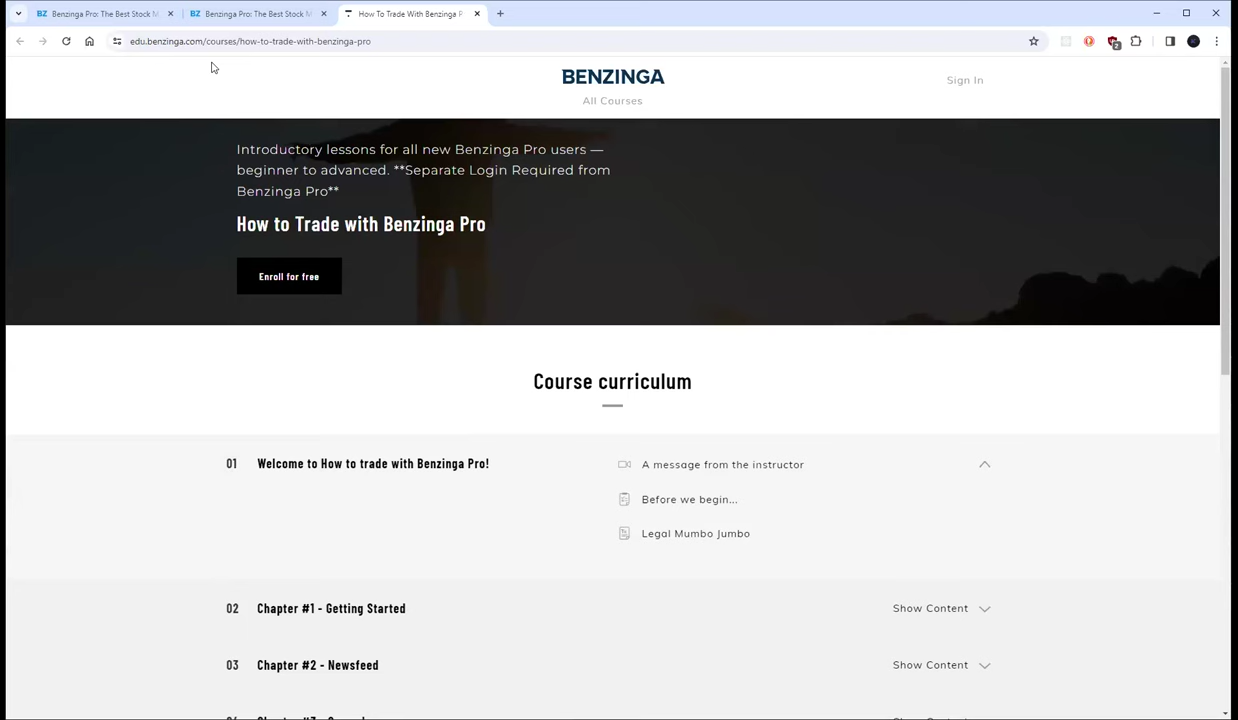 Benzinga Pro: The Best Stock M
Benzinga Pro: The Best Stock M
How To Trade With Benzinga P
edu.benzinga.com/courses/how-to-trade-with-benzinga-pro
2
BENZINGA
All Courses
Sign In
Introductory lessons for all new Benzinga Pro users —
beginner to advanced. **Separate Login Required from
Benzinga Pro**
How to Trade with Benzinga Pro
Enroll for free
Course curriculum
01 Welcome to How to trade with Benzinga Pro!
A message from the instructor
Before we begin...
Legal Mumbo Jumbo
02 Chapter #1 - Getting Started
Show Content
03 Chapter #2 - Newsfeed
Show Content